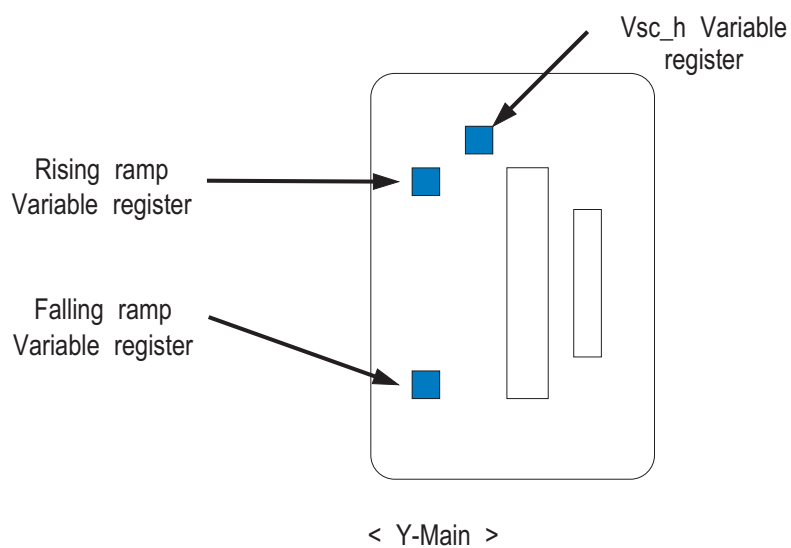 Vsc_h Variable
register
Rising ramp
Variable register
Falling ramp
Variable register
< Y-Main >